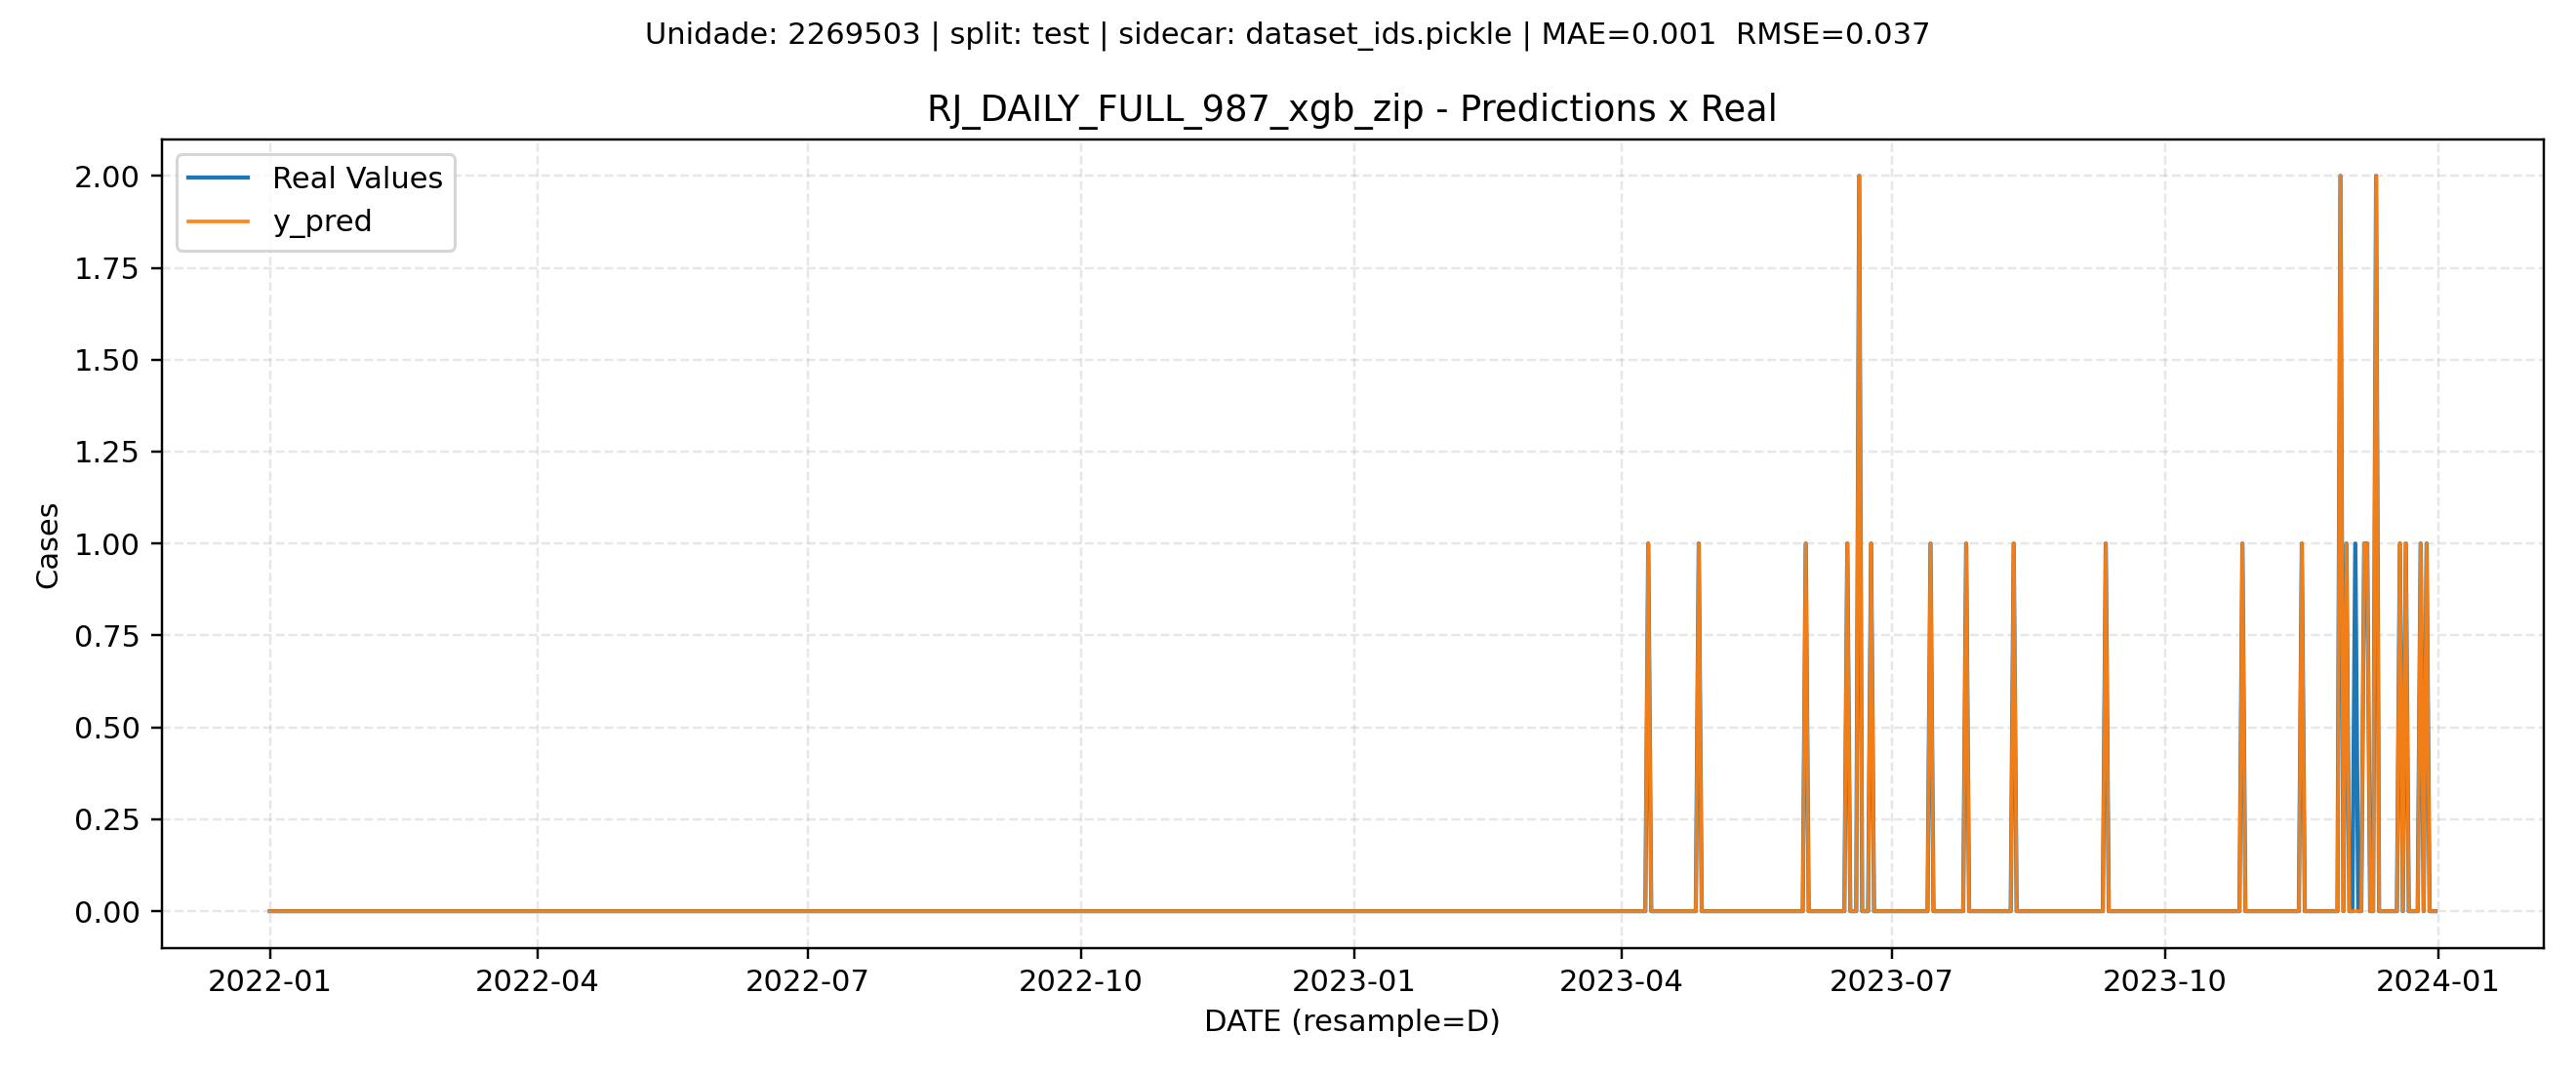 Unidade: 2269503 | split: test | sidecar: dataset_ids.pickle | MAE=0.001  RMSE=0.037
RJ_DAILY_FULL_987_xgb_zip - Predictions x Real
Real Values
y_pred
2.00
1.75
1.50
1.25
1.00
0.75
0.50
0.25
0.00
Cases
2022-01 2022-04 2022-07 2022-10 2023-01 2023-04 2023-07 2023-10 2024-01
DATE (resample=D)